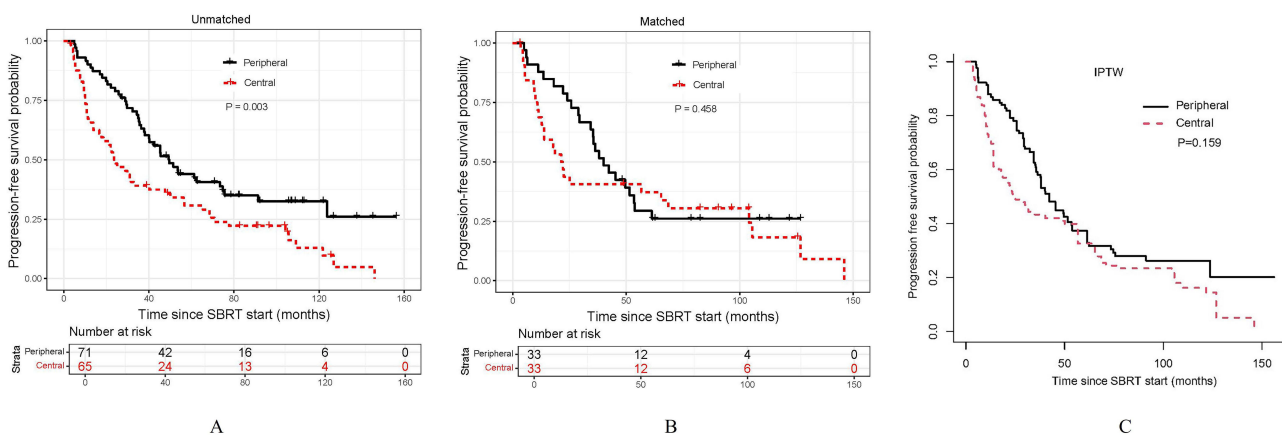 Unmatched
Progression-free survival probability
1.00
0.75
0.50
0.25
0.00
Peripheral
Central
P = 0.003
0 40 80 120 160
Time since SBRT start (months)
Number at risk
Strata
Peripheral 71 42 16 6 0
Central 65 24 13 4 0
0 40 80 120 160
A
Matched
Progression-free survival probability
1.00
0.75
0.50
0.25
0.00
Peripheral
Central
P = 0.458
0 50 100 150
Time since SBRT start (months)
Number at risk
Strata
Peripheral 33 12 4 0
Central 33 12 6 0
0 50 100 150
B
IPTW
Progression free survival probability
1.0
0.8
0.6
0.4
0.2
0.0
Peripheral
Central
P=0.159
0 50 100 150
Time since SBRT start (months)
C